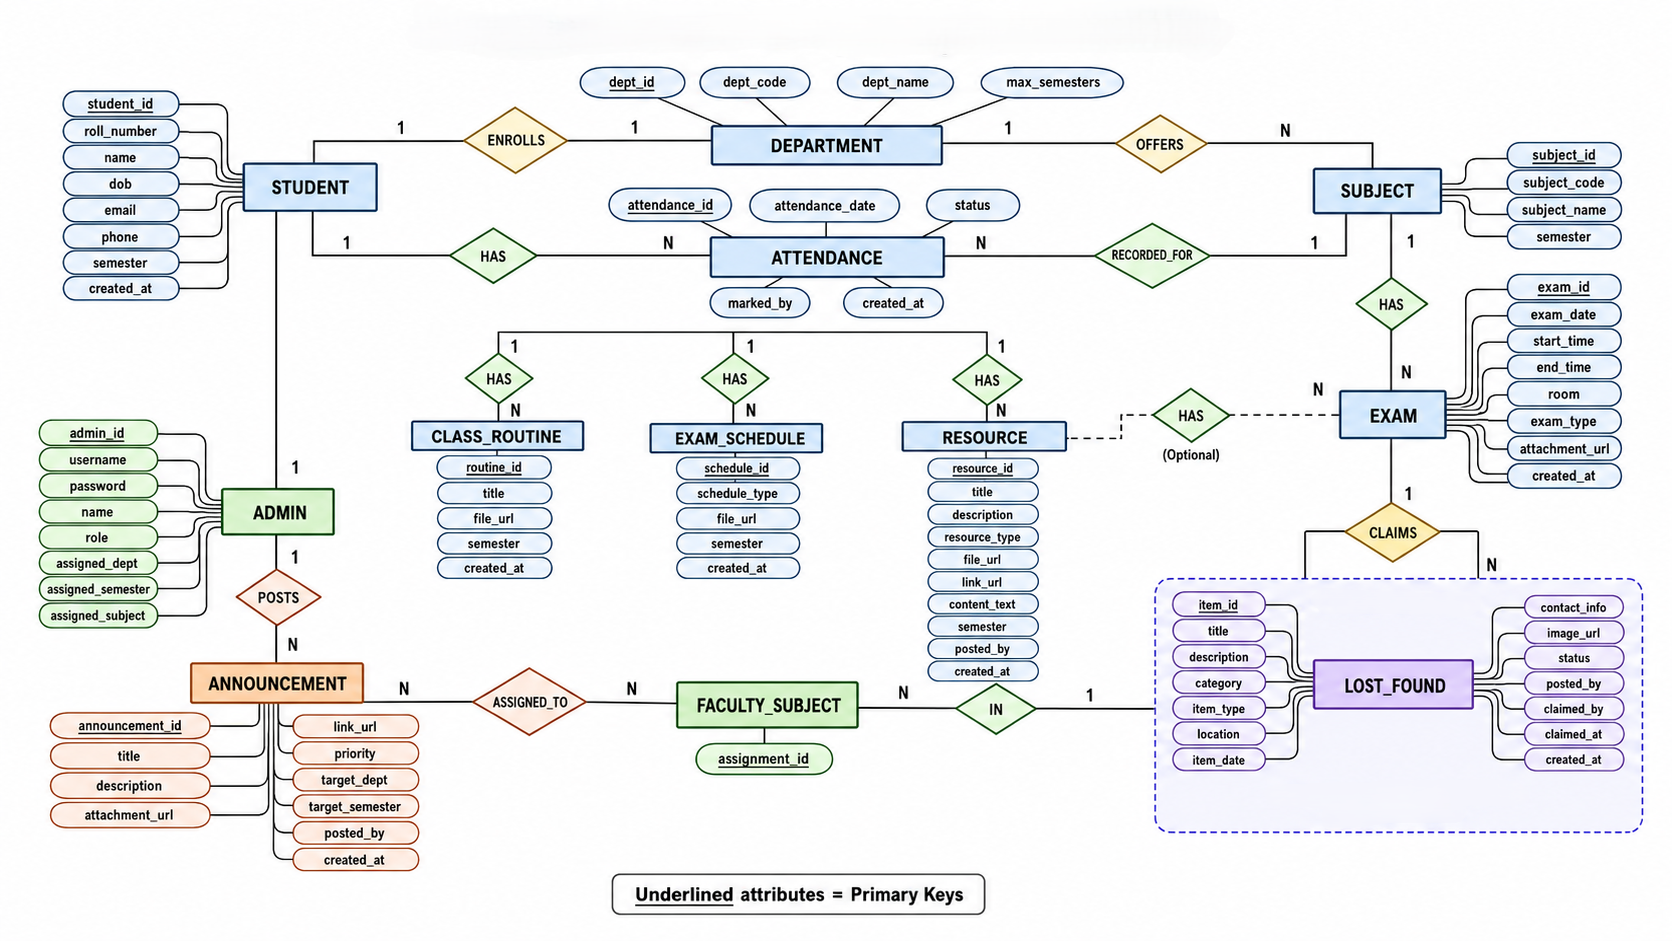 dept_id
dept_code
dept_name
max_semesters
student_id
roll_number
name
dob
email
phone
semester
created_at
STUDENT
1
ENROLLS
1
DEPARTMENT
1
OFFERS
N
SUBJECT
subject_id
subject_code
subject_name
semester
attendance_id
attendance_date
status
1
HAS
N
ATTENDANCE
N
RECORDED_FOR
1
marked_by
created_at
1
HAS
N
EXAM
exam_id
exam_date
start_time
end_time
room
exam_type
attachment_url
created_at
1
HAS
N
CLASS_ROUTINE
routine_id
title
file_url
semester
created_at
1
HAS
N
EXAM_SCHEDULE
schedule_id
schedule_type
file_url
semester
created_at
1
HAS
N
RESOURCE
resource_id
title
description
resource_type
file_url
link_url
content_text
semester
posted_by
created_at
HAS
(Optional)
N
admin_id
username
password
name
role
assigned_dept
assigned_semester
assigned_subject
1
ADMIN
1
POSTS
N
ANNOUNCEMENT
announcement_id
title
description
attachment_url
link_url
priority
target_dept
target_semester
posted_by
created_at
N
ASSIGNED_TO
N
FACULTY_SUBJECT
assignment_id
N
IN
1
1
CLAIMS
N
item_id
title
description
category
item_type
location
item_date
LOST_FOUND
contact_info
image_url
status
posted_by
claimed_by
claimed_at
created_at
Underlined attributes = Primary Keys